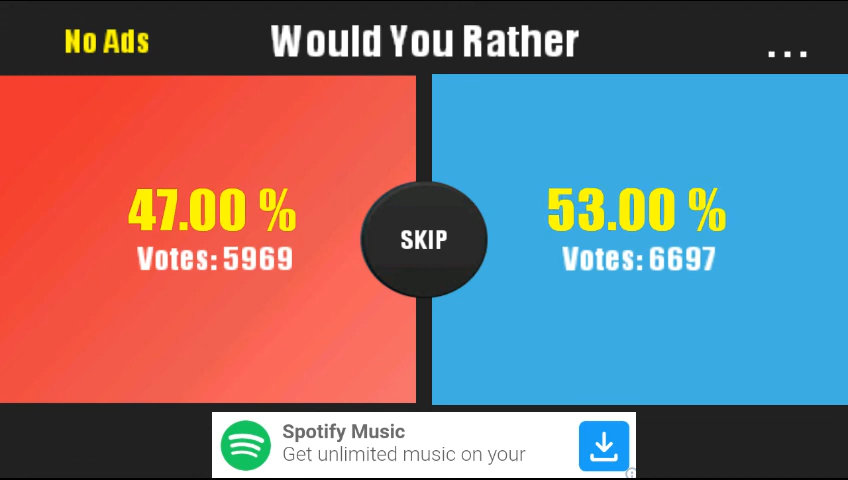 No Ads
Would You Rather
...
47.00 %
Votes: 5969
SKIP
53.00 %
Votes: 6697
Spotify Music
Get unlimited music on your